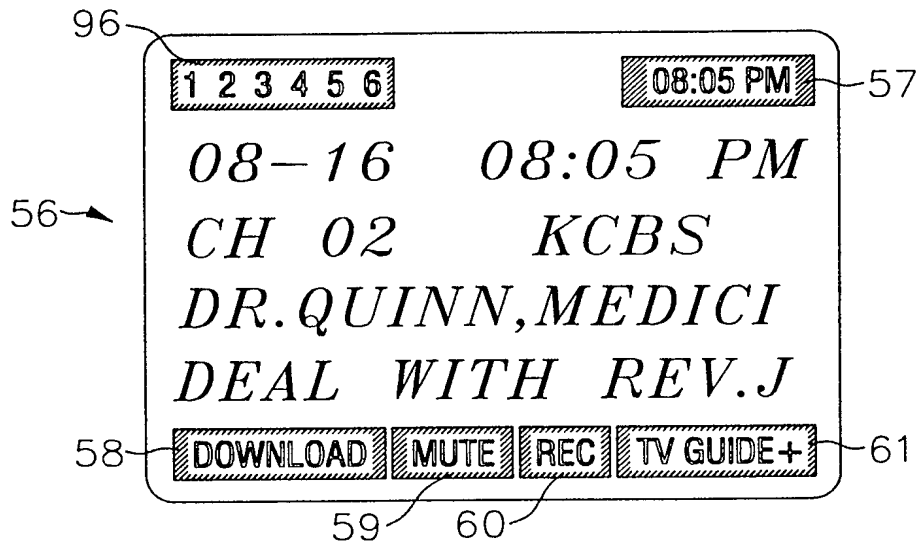 96
1 2 3 4 5 6 08:05 PM 57
08-16 08:05 PM
56 CH 02 KCBS
DR.QUINN,MEDICI
DEAL WITH REV.J
58 DOWNLOAD MUTE REC TV GUIDE+ 61
59 60